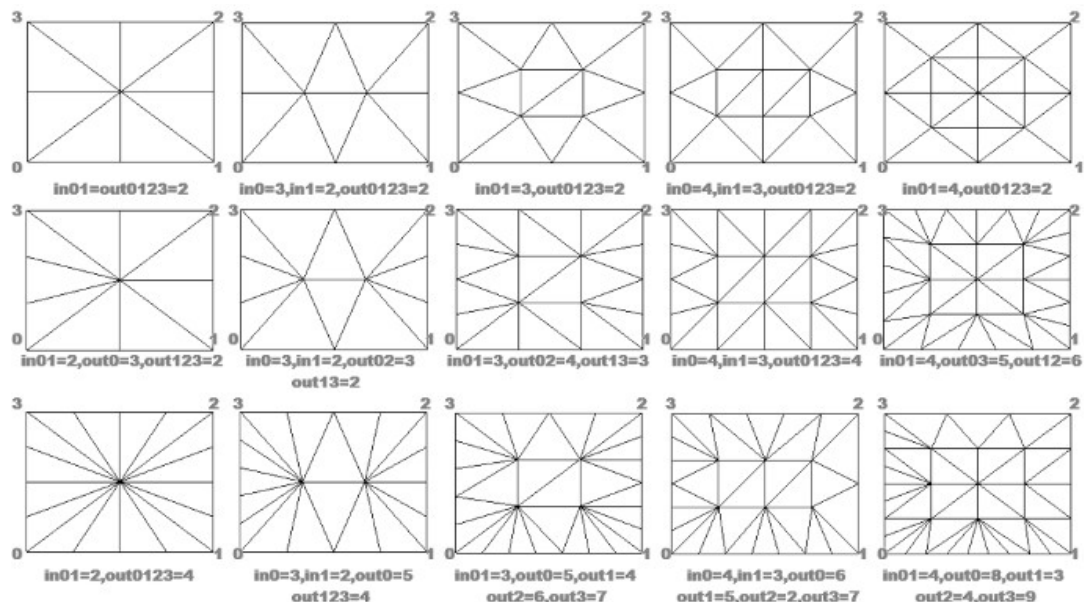 3 2 3 2 3 2 3 2 3 2
0 1 0 1 0 1 0 1 0 1
in01=out0123=2 in0=3,in1=2,out0123=2 in01=3,out0123=2 in0=4,in1=3,out0123=2 in01=4,out0123=2
3 2 3 2 3 2 3 2 3 2
0 1 0 1 0 1 0 1 0 1
in01=2,out0=3,out123=2 in0=3,in1=2,out02=3 in01=3,out02=4,out13=3 in0=4,in1=3,out0123=4 in01=4,out03=5,out12=6
out13=2
3 2 3 2 3 2 3 2 3 2
0 1 0 1 0 1 0 1 0 1
in01=2,out0123=4 in0=3,in1=2,out0=5 in01=3,out0=5,out1=4 in0=4,in1=3,out0=6 in01=4,out0=8,out1=3
out123=4 out2=6,out3=7 out1=5,out2=2,out3=7 out2=4,out3=9